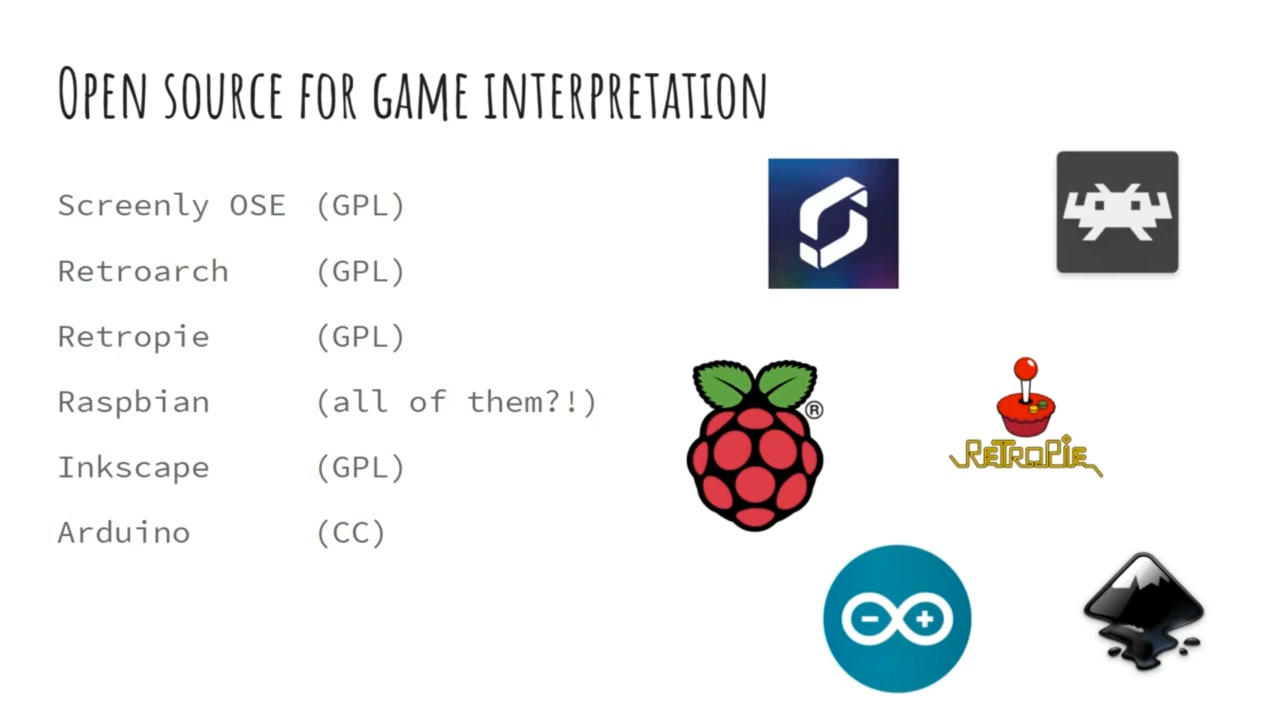 Open source for game interpretation
Screenly OSE (GPL)
Retroarch (GPL)
Retropie (GPL)
Raspbian (all of them?!)
Inkscape (GPL)
Arduino (CC)
®
RetroPie